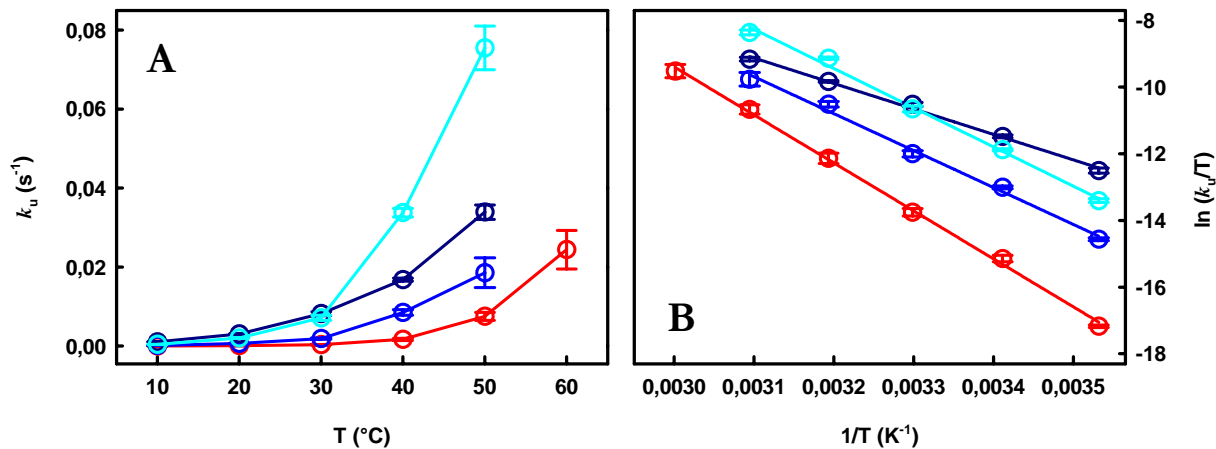 A
0,08
0,06
0,04
0,02
0,00
k_u (s⁻¹)
10 20 30 40 50 60
T (°C)
B
-8
-10
-12
-14
-16
-18
ln (k_u/T)
0,0030 0,0031 0,0032 0,0033 0,0034 0,0035
1/T (K⁻¹)